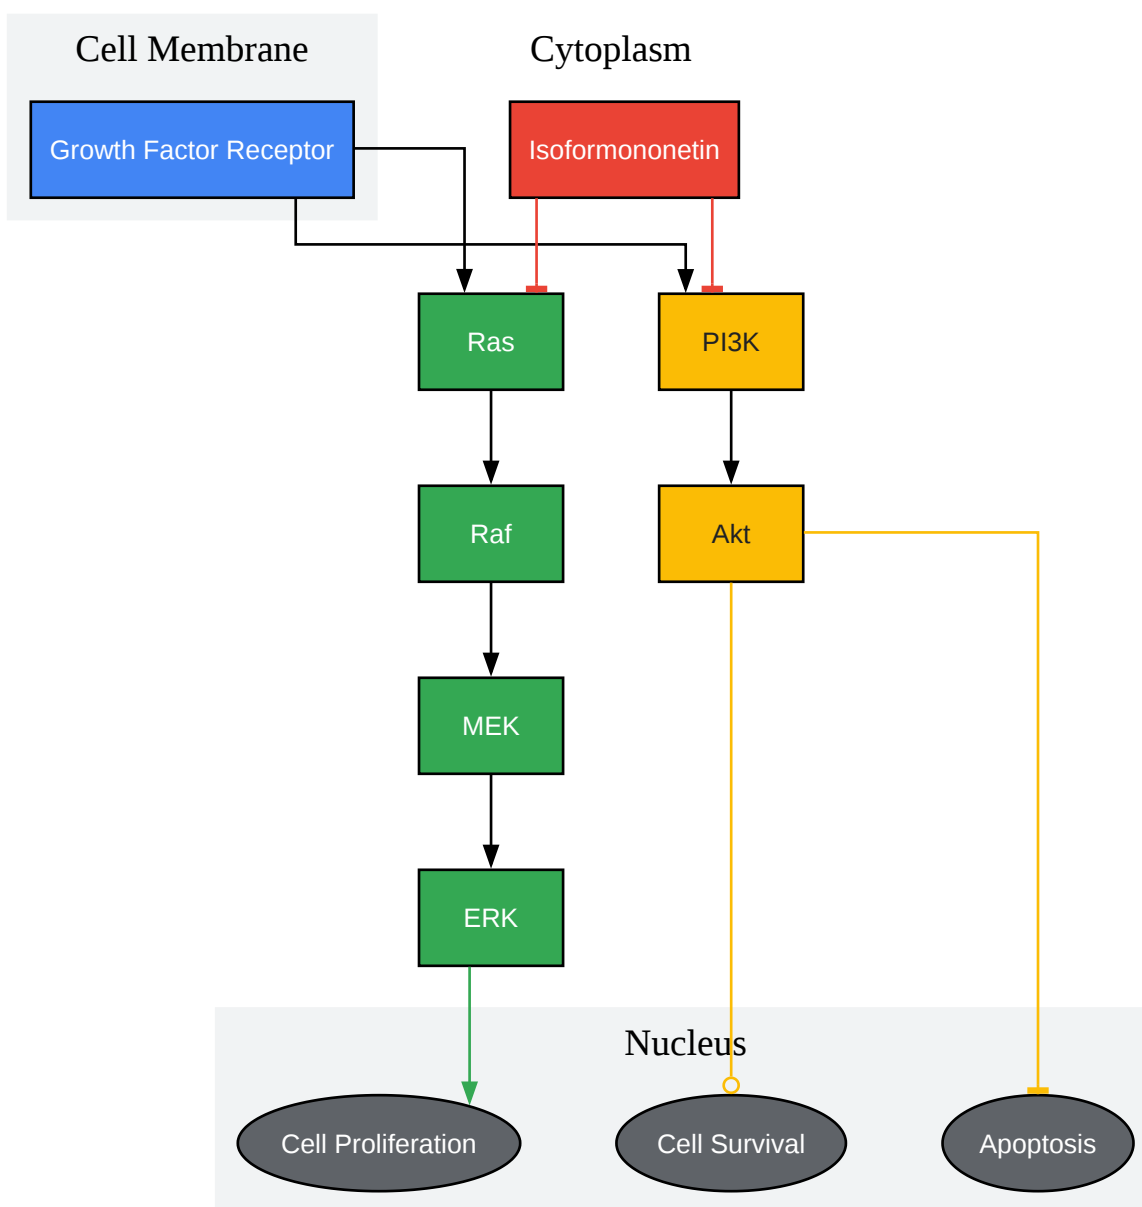 Cell Membrane
Cytoplasm
Growth Factor Receptor
Isoformononetin
Ras
PI3K
Raf
Akt
MEK
ERK
Nucleus
Cell Proliferation
Cell Survival
Apoptosis